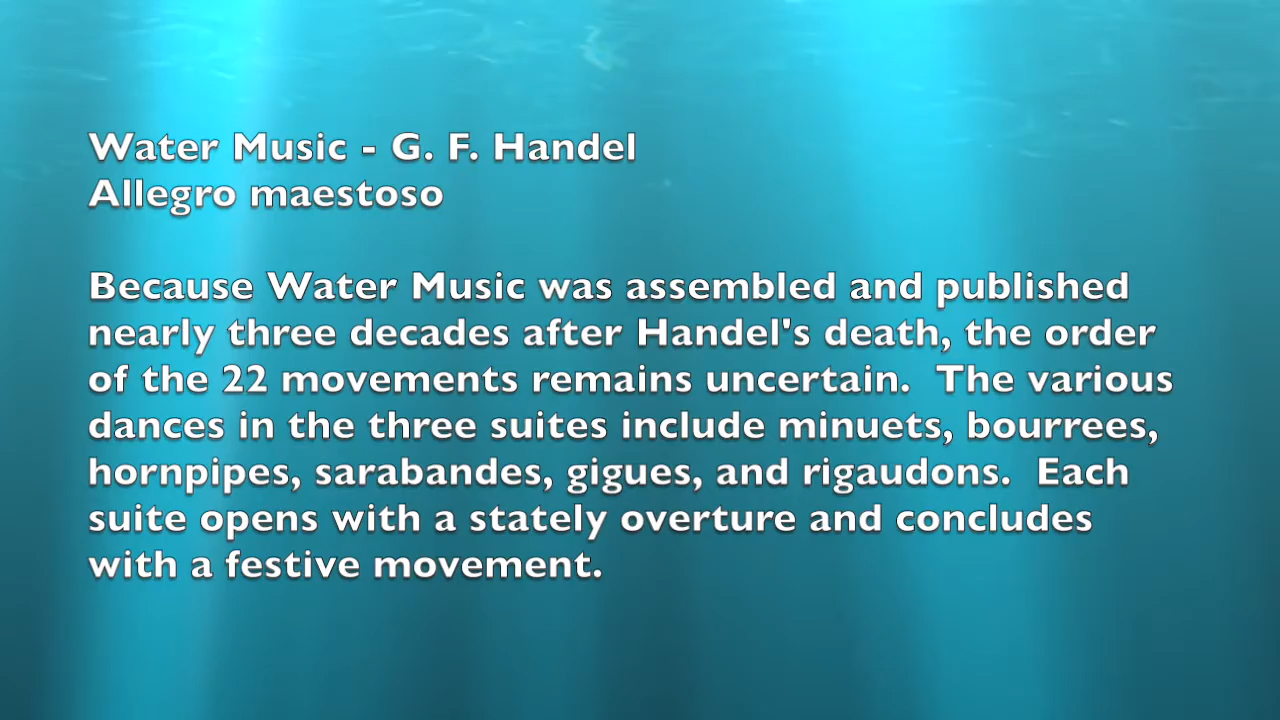 Water Music - G. F. Handel
Allegro maestoso
Because Water Music was assembled and published
nearly three decades after Handel's death, the order
of the 22 movements remains uncertain.  The various
dances in the three suites include minuets, bourrees,
hornpipes, sarabandes, gigues, and rigaudons.  Each
suite opens with a stately overture and concludes
with a festive movement.